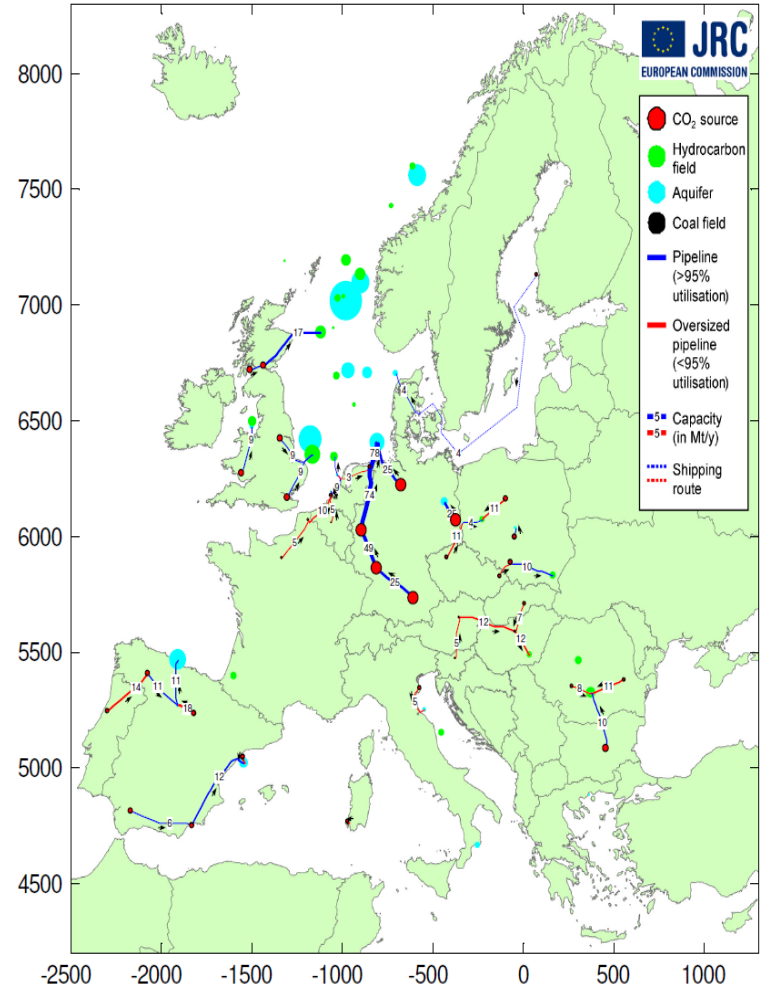 JRC
EUROPEAN COMMISSION
CO₂ source
Hydrocarbon
field
Aquifer
Coal field
Pipeline
(>95%
utilisation)
Oversized
pipeline
(<95%
utilisation)
5 Capacity
5 (in Mt/y)
Shipping
route
8000
7500
7000
6500
6000
5500
5000
4500
-2500 -2000 -1500 -1000 -500 0 500 1000
17
4
4
9
9
9
78
25
3
9
74
10
5
5
49
25
11
4
11
10
7
12
12
5
8
11
10
5
14
11
11
18
12
6